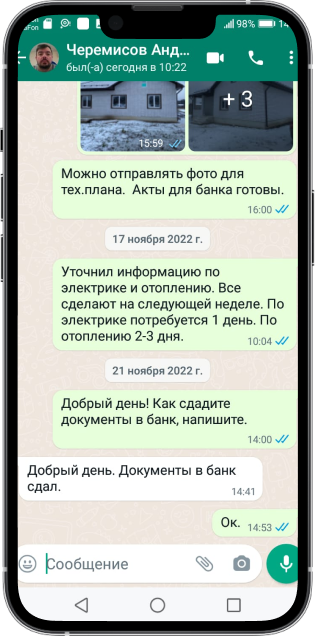 98%
Черемисов Анд...
был(-а) сегодня в 10:22
+ 3
15:59
Можно отправлять фото для
тех.плана. Акты для банка готовы.
16:00
17 ноября 2022 г.
Уточнил информацию по
электрике и отоплению. Все
сделают на следующей неделе. По
электрике потребуется 1 день. По
отоплению 2-3 дня.
10:04
21 ноября 2022 г.
Добрый день! Как сдадите
документы в банк, напишите.
14:00
Добрый день. Документы в банк
сдал.
14:41
Ок. 14:53
Сообщение